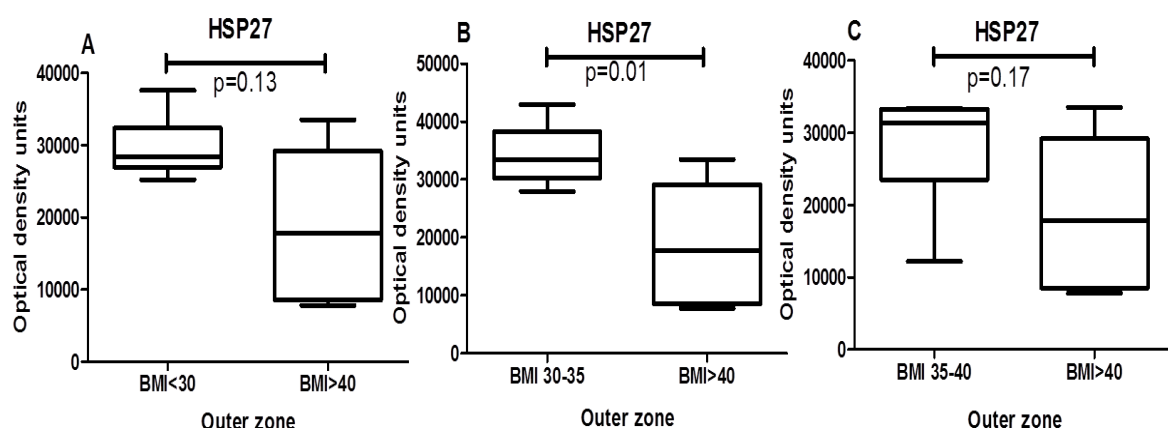 A
HSP27
p=0.13
40000
30000
20000
10000
0
Optical density units
BMI<30
BMI>40
Outer zone
B
HSP27
p=0.01
50000
40000
30000
20000
10000
0
Optical density units
BMI 30-35
BMI>40
Outer zone
C
HSP27
p=0.17
40000
30000
20000
10000
0
Optical density units
BMI 35-40
BMI>40
Outer zone